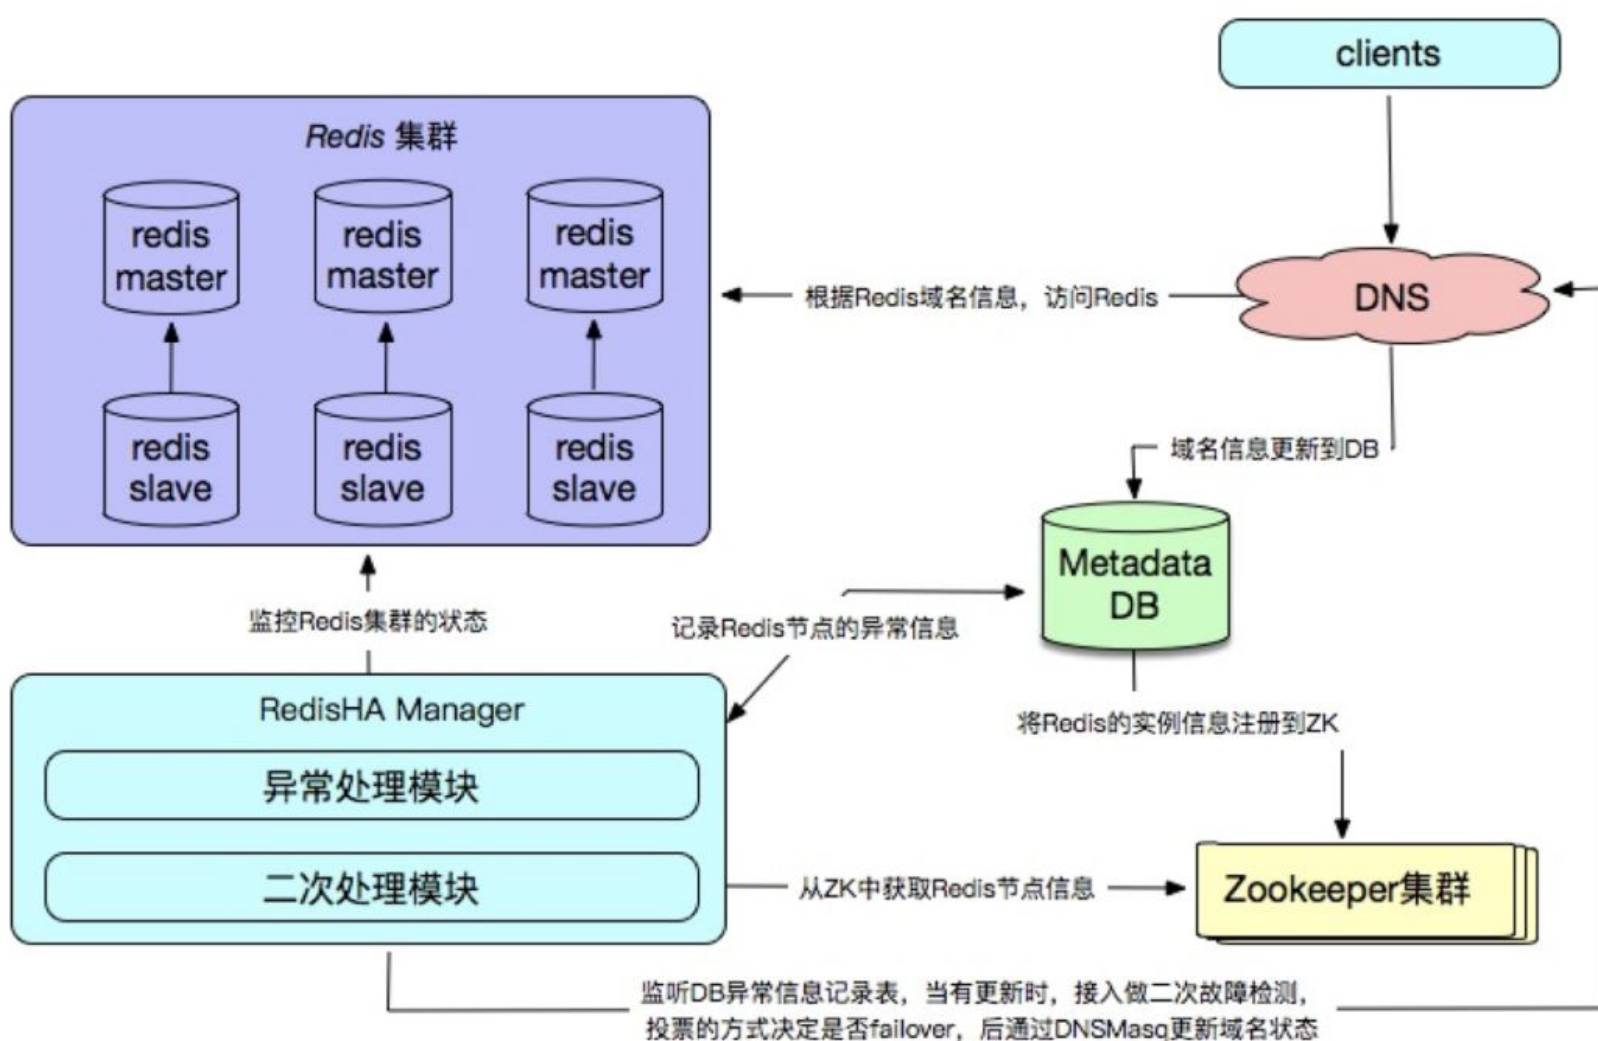 clients
Redis 集群
redis
master
redis
master
redis
master
根据Redis域名信息，访问Redis
DNS
redis
slave
redis
slave
redis
slave
域名信息更新到DB
Metadata
DB
监控Redis集群的状态
记录Redis节点的异常信息
RedisHA Manager
将Redis的实例信息注册到ZK
异常处理模块
二次处理模块
从ZK中获取Redis节点信息
Zookeeper集群
监听DB异常信息记录表，当有更新时，接入做二次故障检测，
投票的方式决定是否failover，后通过DNSMasq更新域名状态